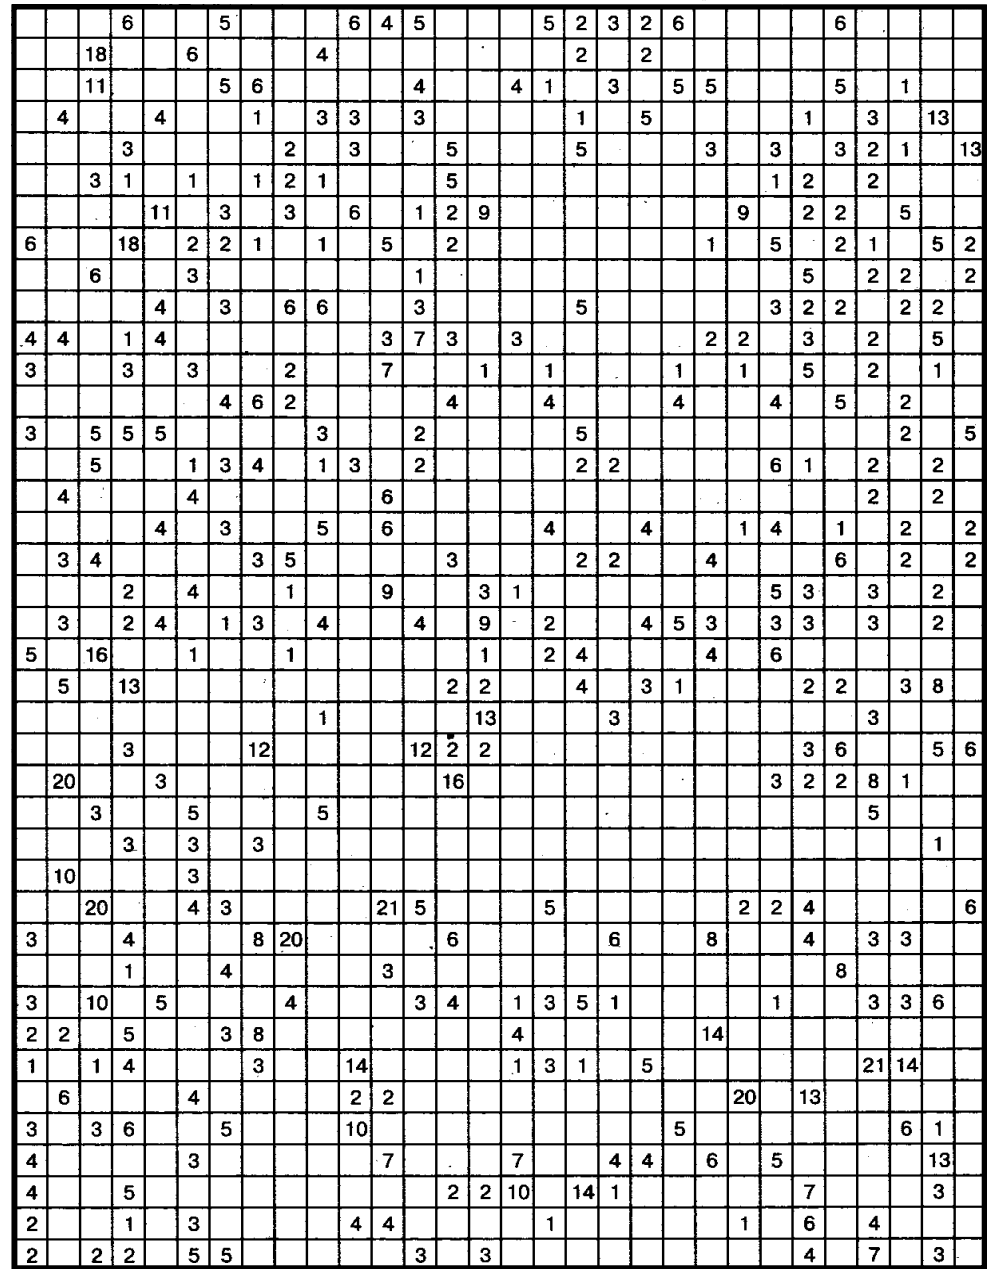 6 5 6 4 5 5 2 3 2 6 6
18 6 4 2 2
11 5 6 4 4 1 3 5 5 5 1
4 4 1 3 3 3 1 5 1 3 13
3 2 3 5 5 3 3 3 2 1 13
3 1 1 1 2 1 5 1 2 2
11 3 3 6 1 2 9 9 2 2 5
6 18 2 2 1 1 5 2 1 5 2 1 5 2
6 3 1 5 2 2 2
4 3 6 6 3 5 3 2 2 2 2
4 4 1 4 3 7 3 3 2 2 3 2 5
3 3 3 2 7 1 1 1 1 5 2 1
4 6 2 4 4 4 4 5 2
3 5 5 5 3 2 5 2 5
5 1 3 4 1 3 2 2 2 6 1 2 2
4 4 6 2 2
4 3 5 6 4 4 1 4 1 2 2
3 4 3 5 3 2 2 4 6 2 2
2 4 1 9 3 1 5 3 3 2
3 2 4 1 3 4 4 9 2 4 5 3 3 3 3 2
5 16 1 1 1 2 4 4 6
5 13 2 2 4 3 1 2 2 3 8
1 13 3 3
3 12 12 2 2 3 6 5 6
20 3 16 3 2 2 8 1
3 5 5 5
3 3 3 1
10 3
20 4 3 21 5 5 2 2 4 6
3 4 8 20 6 6 8 4 3 3
1 4 3 8
3 10 5 4 3 4 1 3 5 1 1 3 3 6
2 2 5 3 8 4 14
1 1 4 3 14 1 3 1 5 21 14
6 4 2 2 20 13
3 3 6 5 10 5 6 1
4 3 7 7 4 4 6 5 13
4 5 2 2 10 14 1 7 3
2 1 3 4 4 1 1 6 4
2 2 2 5 5 3 3 4 7 3